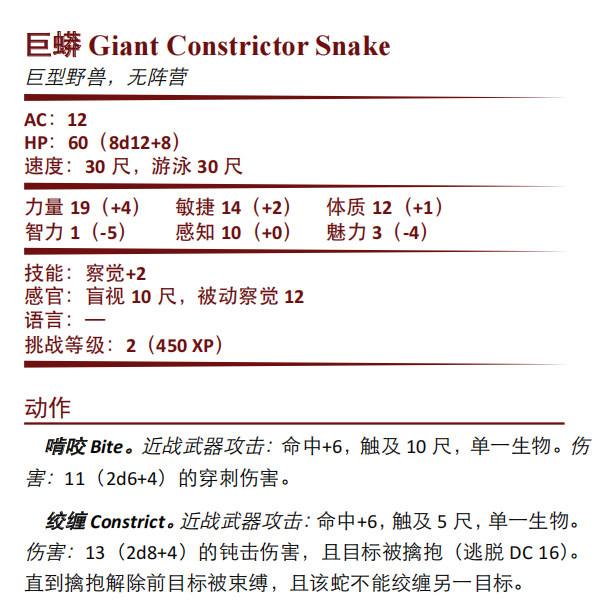 巨蟒 Giant Constrictor Snake
巨型野兽，无阵营
AC：12
HP：60（8d12+8）
速度：30 尺，游泳 30 尺
力量 19（+4） 敏捷 14（+2） 体质 12（+1）
智力 1（-5） 感知 10（+0） 魅力 3（-4）
技能：察觉+2
感官：盲视 10 尺，被动察觉 12
语言：—
挑战等级：2（450 XP）
动作
啃咬 Bite。近战武器攻击：命中+6，触及 10 尺，单一生物。伤
害：11（2d6+4）的穿刺伤害。
绞缠 Constrict。近战武器攻击：命中+6，触及 5 尺，单一生物。
伤害：13（2d8+4）的钝击伤害，且目标被擒抱（逃脱 DC 16）。
直到擒抱解除前目标被束缚，且该蛇不能绞缠另一目标。